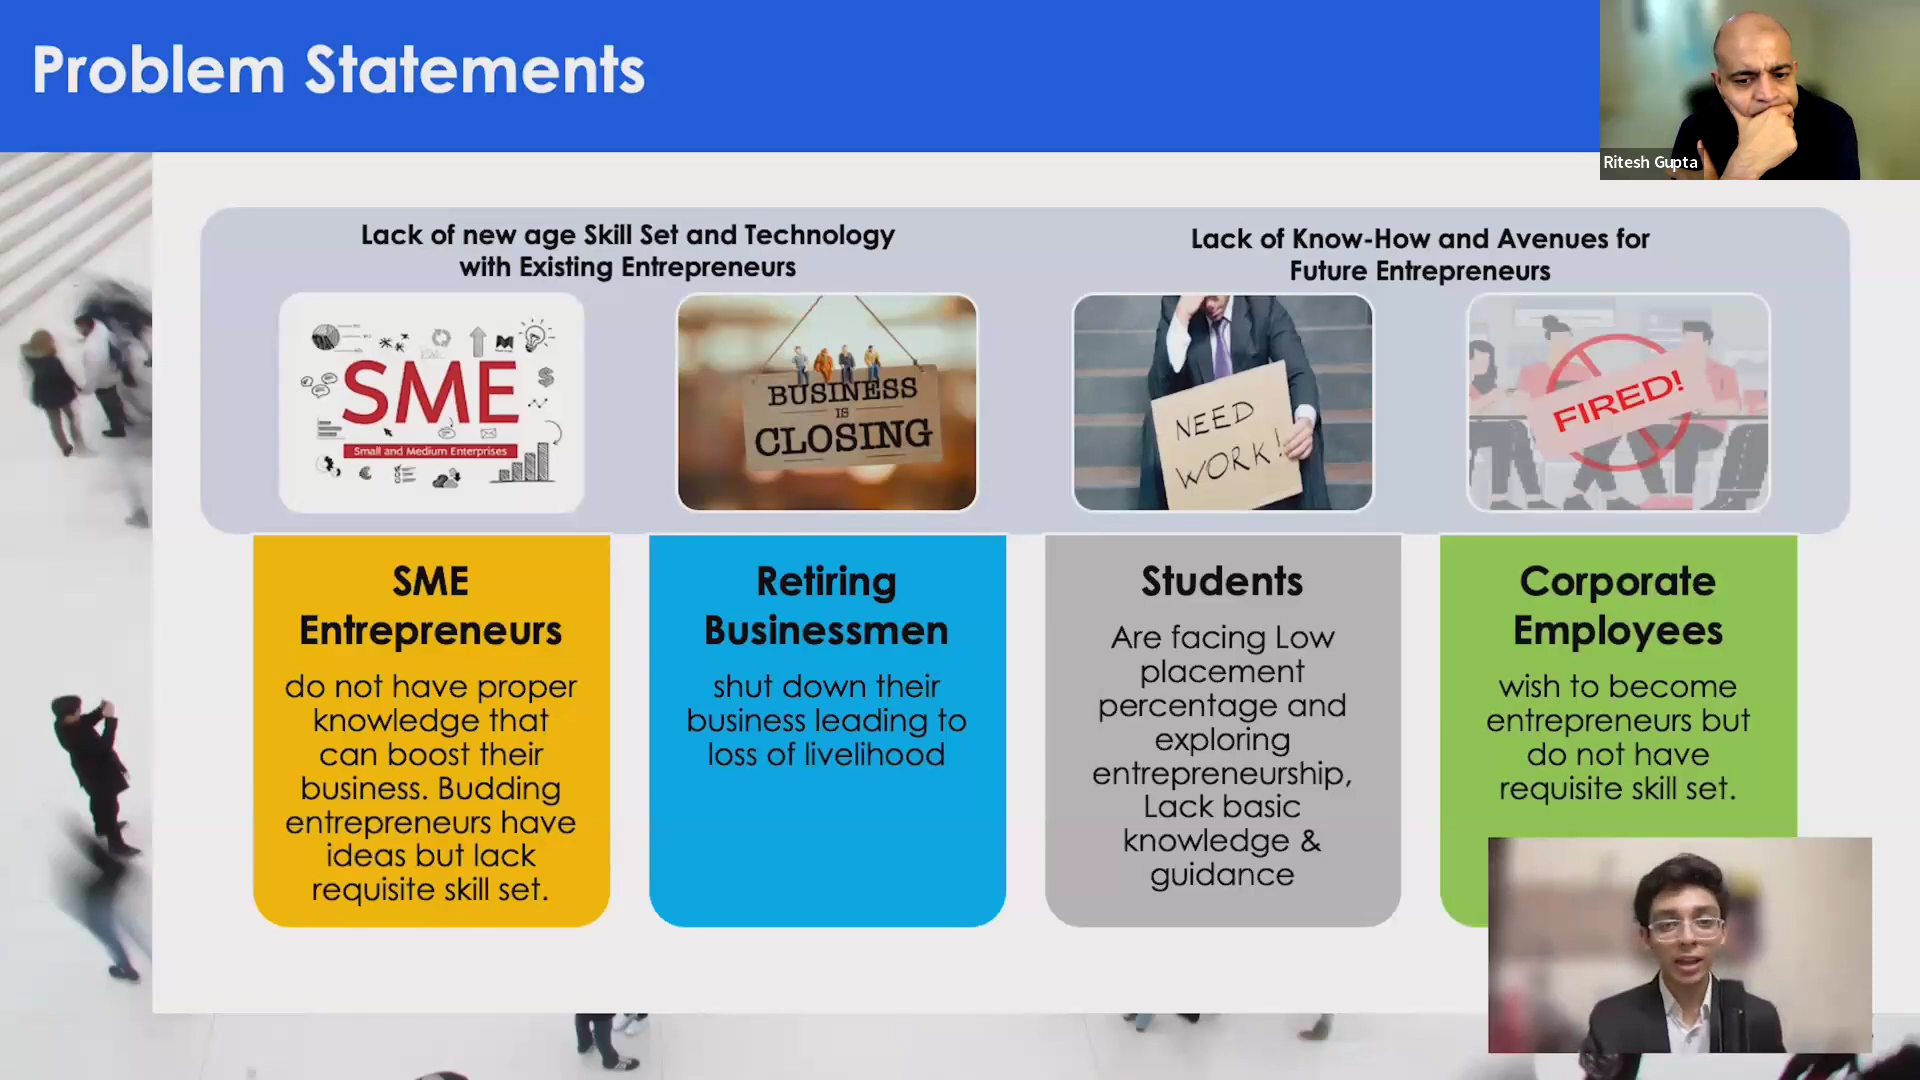 Problem Statements
Ritesh Gupta
Lack of new age Skill Set and Technology
with Existing Entrepreneurs
Lack of Know-How and Avenues for
Future Entrepreneurs
SME
Small and Medium Enterprises
BUSINESS
IS
CLOSING
NEED
WORK!
FIRED!
SME
Entrepreneurs
do not have proper
knowledge that
can boost their
business. Budding
entrepreneurs have
ideas but lack
requisite skill set.
Retiring
Businessmen
shut down their
business leading to
loss of livelihood
Students
Are facing Low
placement
percentage and
exploring
entrepreneurship,
Lack basic
knowledge &
guidance
Corporate
Employees
wish to become
entrepreneurs but
do not have
requisite skill set.